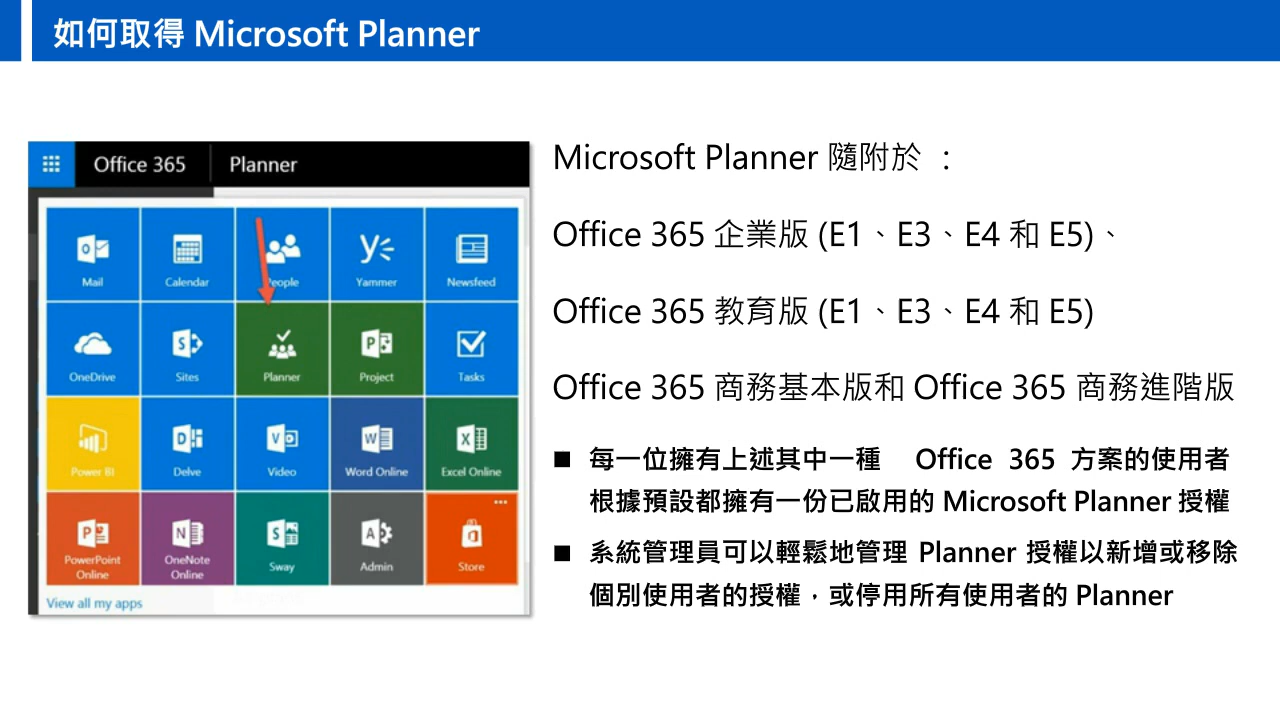 如何取得 Microsoft Planner
Office 365 Planner
Mail Calendar People Yammer Newsfeed
OneDrive Sites Planner Project Tasks
Power BI Delve Video Word Online Excel Online
PowerPoint Online OneNote Online Sway Admin Store
View all my apps
Microsoft Planner 隨附於 :
Office 365 企業版 (E1、E3、E4 和 E5)、
Office 365 教育版 (E1、E3、E4 和 E5)
Office 365 商務基本版和 Office 365 商務進階版
■ 每一位擁有上述其中一種 Office 365 方案的使用者
根據預設都擁有一份已啟用的 Microsoft Planner 授權
■ 系統管理員可以輕鬆地管理 Planner 授權以新增或移除
個別使用者的授權，或停用所有使用者的 Planner